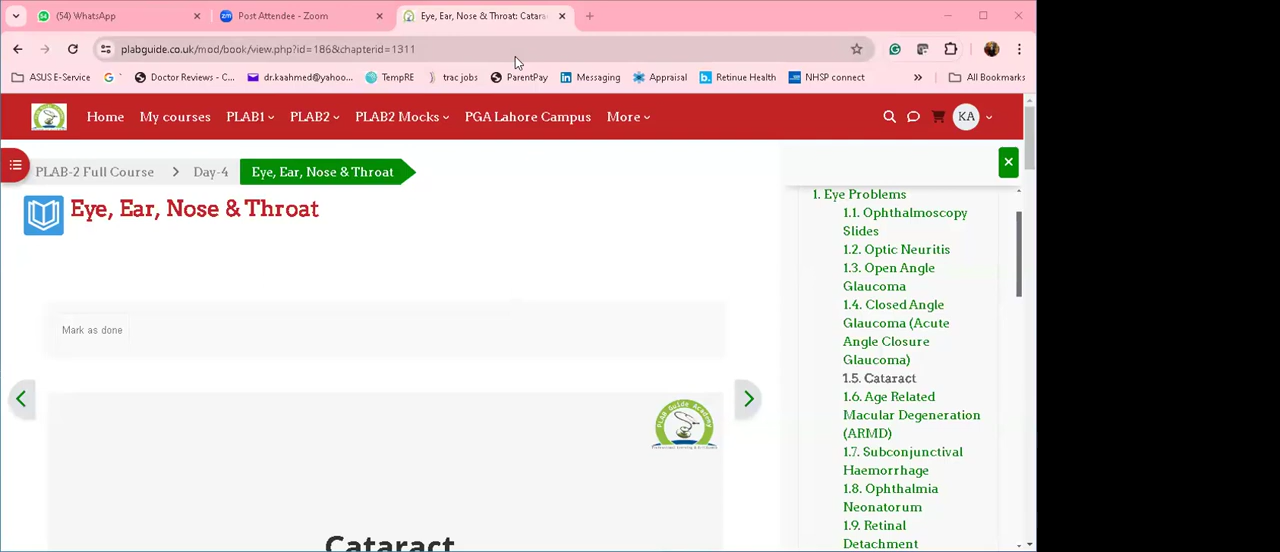 (54) WhatsApp
Post Attendee - Zoom
Eye, Ear, Nose & Throat: Catarac
plabguide.co.uk/mod/book/view.php?id=186&chapterid=1311
ASUS E-Service
Doctor Reviews - C...
dr.kaahmed@yahoo...
TempRE
trac jobs
ParentPay
Messaging
Appraisal
Retinue Health
NHSP connect
»
All Bookmarks
Home
My courses
PLAB1
PLAB2
PLAB2 Mocks
PGA Lahore Campus
More
KA
PLAB-2 Full Course
Day-4
Eye, Ear, Nose & Throat
Eye, Ear, Nose & Throat
Mark as done
Cataract
1. Eye Problems
1.1. Ophthalmoscopy
Slides
1.2. Optic Neuritis
1.3. Open Angle
Glaucoma
1.4. Closed Angle
Glaucoma (Acute
Angle Closure
Glaucoma)
1.5. Cataract
1.6. Age Related
Macular Degeneration
(ARMD)
1.7. Subconjunctival
Haemorrhage
1.8. Ophthalmia
Neonatorum
1.9. Retinal
Detachment